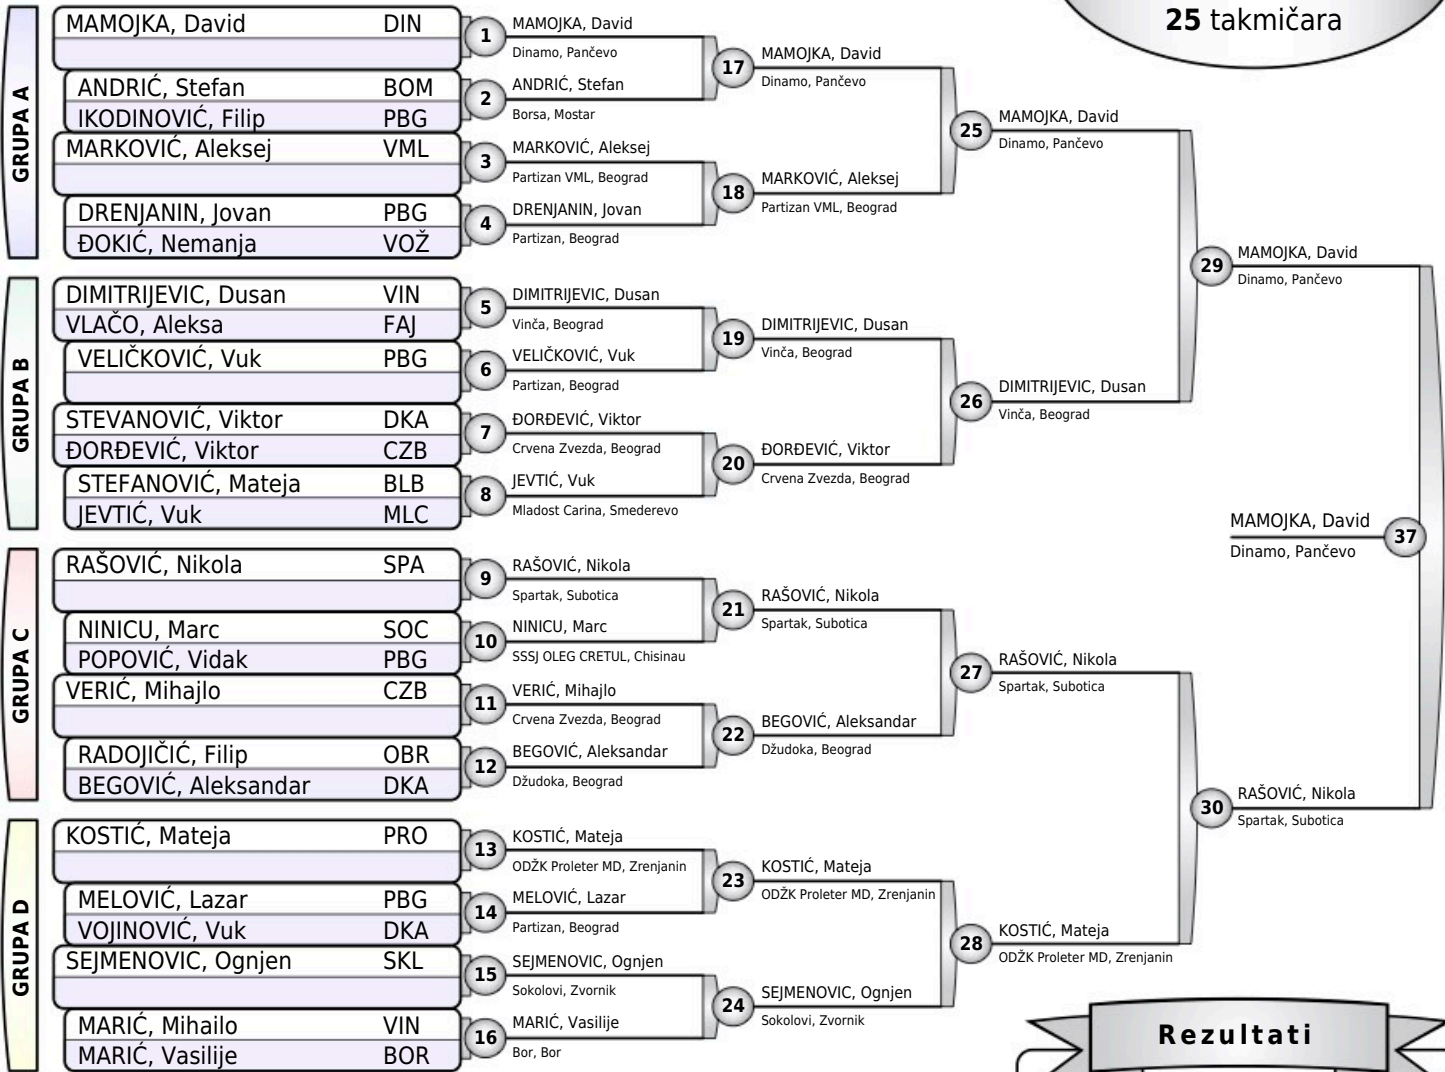 25 takmičara
GRUPA A
MAMOJKA, David DIN
ANDRIĆ, Stefan BOM
IKODINOVIĆ, Filip PBG
MARKOVIĆ, Aleksej VML
DRENJANIN, Jovan PBG
ĐOKIĆ, Nemanja VOŽ
GRUPA B
DIMITRIJEVIC, Dusan VIN
VLAČO, Aleksa FAJ
VELIČKOVIĆ, Vuk PBG
STEVANOVIĆ, Viktor DKA
ĐORĐEVIĆ, Viktor CZB
STEFANOVIĆ, Mateja BLB
JEVTIĆ, Vuk MLC
GRUPA C
RAŠOVIĆ, Nikola SPA
NINICU, Marc SOC
POPOVIĆ, Vidak PBG
VERIĆ, Mihajlo CZB
RADOJIČIĆ, Filip OBR
BEGOVIĆ, Aleksandar DKA
GRUPA D
KOSTIĆ, Mateja PRO
MELOVIĆ, Lazar PBG
VOJINOVIĆ, Vuk DKA
SEJMENOVIC, Ognjen SKL
MARIĆ, Mihailo VIN
MARIĆ, Vasilije BOR
1 MAMOJKA, David
Dinamo, Pančevo
2 ANDRIĆ, Stefan
Borsa, Mostar
3 MARKOVIĆ, Aleksej
Partizan VML, Beograd
4 DRENJANIN, Jovan
Partizan, Beograd
5 DIMITRIJEVIC, Dusan
Vinča, Beograd
6 VELIČKOVIĆ, Vuk
Partizan, Beograd
7 ĐORĐEVIĆ, Viktor
Crvena Zvezda, Beograd
8 JEVTIĆ, Vuk
Mladost Carina, Smederevo
9 RAŠOVIĆ, Nikola
Spartak, Subotica
10 NINICU, Marc
SSSJ OLEG CRETUL, Chisinau
11 VERIĆ, Mihajlo
Crvena Zvezda, Beograd
12 BEGOVIĆ, Aleksandar
Džudoka, Beograd
13 KOSTIĆ, Mateja
ODŽK Proleter MD, Zrenjanin
14 MELOVIĆ, Lazar
Partizan, Beograd
15 SEJMENOVIC, Ognjen
Sokolovi, Zvornik
16 MARIĆ, Vasilije
Bor, Bor
17 MAMOJKA, David
Dinamo, Pančevo
18 MARKOVIĆ, Aleksej
Partizan VML, Beograd
19 DIMITRIJEVIC, Dusan
Vinča, Beograd
20 ĐORĐEVIĆ, Viktor
Crvena Zvezda, Beograd
21 RAŠOVIĆ, Nikola
Spartak, Subotica
22 BEGOVIĆ, Aleksandar
Džudoka, Beograd
23 KOSTIĆ, Mateja
ODŽK Proleter MD, Zrenjanin
24 SEJMENOVIC, Ognjen
Sokolovi, Zvornik
25 MAMOJKA, David
Dinamo, Pančevo
26 DIMITRIJEVIC, Dusan
Vinča, Beograd
27 RAŠOVIĆ, Nikola
Spartak, Subotica
28 KOSTIĆ, Mateja
ODŽK Proleter MD, Zrenjanin
29 MAMOJKA, David
Dinamo, Pančevo
30 RAŠOVIĆ, Nikola
Spartak, Subotica
MAMOJKA, David 37
Dinamo, Pančevo
Rezultati